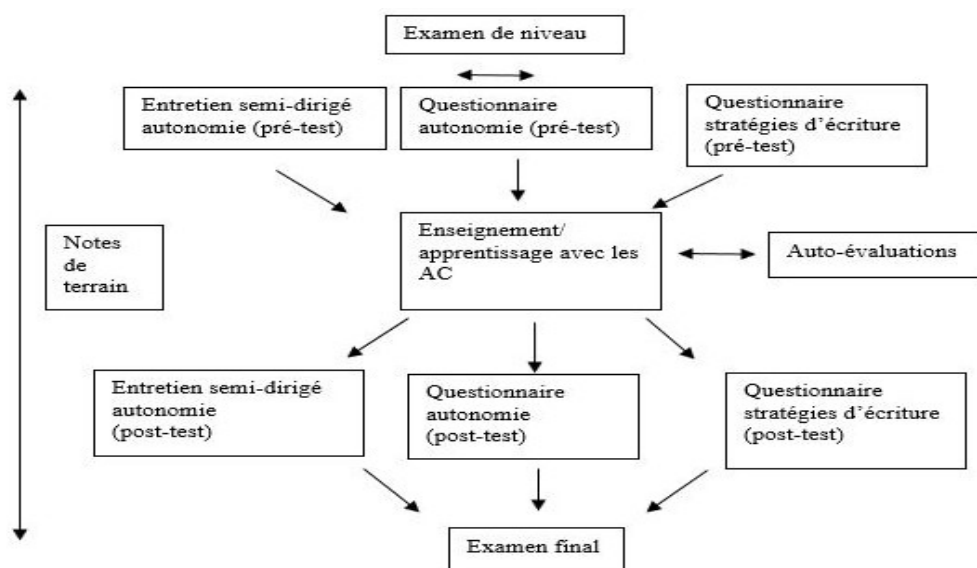 Examen de niveau
Entretien semi-dirigé
autonomie (pré-test)
Questionnaire
autonomie (pré-test)
Questionnaire
stratégies d'écriture
(pré-test)
Notes
de
terrain
Enseignement/
apprentissage avec les
AC
Auto-évaluations
Entretien semi-dirigé
autonomie
(post-test)
Questionnaire
autonomie
(post-test)
Questionnaire
stratégies d'écriture
(post-test)
Examen final